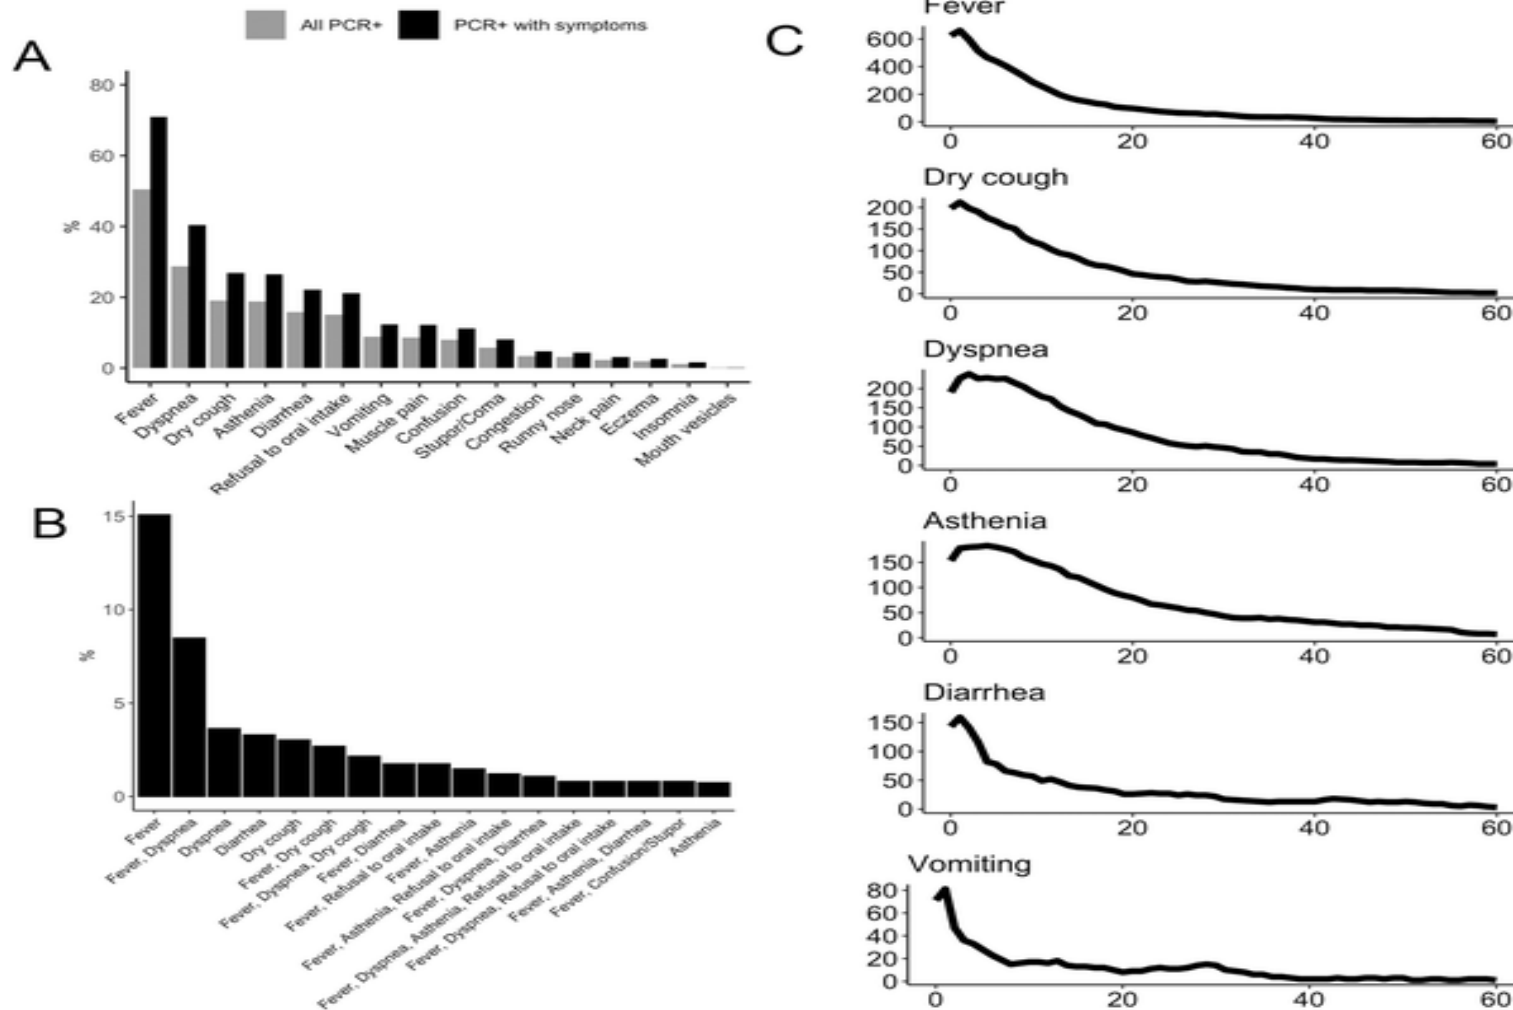 All PCR+ PCR+ with symptoms
A
80
60
40
20
0
%
Fever
Dyspnea
Dry cough
Asthenia
Diarrhea
Refusal to oral intake
Vomiting
Muscle pain
Confusion
Stupor/Coma
Congestion
Runny nose
Neck pain
Eczema
Insomnia
Mouth vesicles
B
15
10
5
0
%
Fever
Fever, Dyspnea
Dyspnea
Diarrhea
Dry cough
Fever, Dry cough
Fever, Dyspnea, Dry cough
Fever, Diarrhea
Fever, Refusal to oral intake
Fever, Asthenia
Fever, Asthenia, Refusal to oral intake
Fever, Dyspnea, Diarrhea
Fever, Dyspnea, Asthenia, Refusal to oral intake
Fever, Dyspnea, Refusal to oral intake
Fever, Asthenia, Diarrhea
Fever, Confusion/Stupor
Asthenia
C
Fever
600
400
200
0
0 20 40 60
Dry cough
200
150
100
50
0
0 20 40 60
Dyspnea
200
150
100
50
0
0 20 40 60
Asthenia
150
100
50
0
0 20 40 60
Diarrhea
150
100
50
0
0 20 40 60
Vomiting
80
60
40
20
0
0 20 40 60